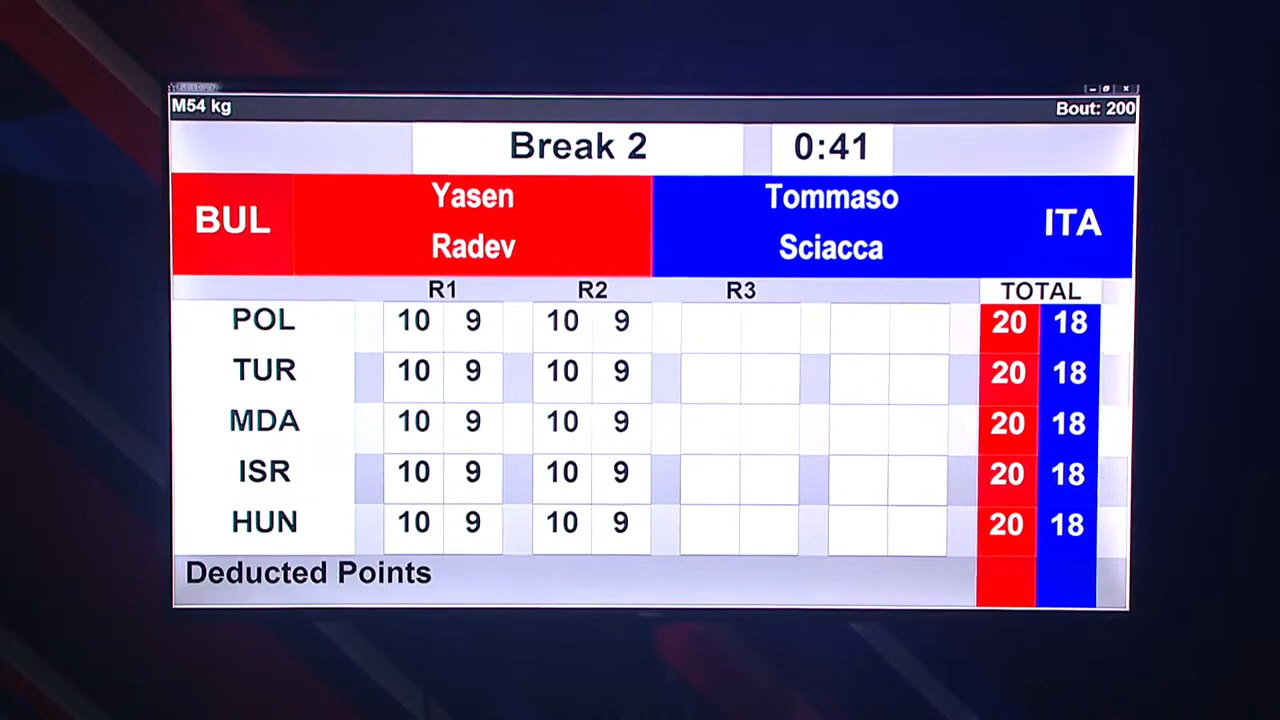 M54 kg Bout: 200
Break 2 0:41
BUL Yasen Radev Tommaso Sciacca ITA
R1 R2 R3 TOTAL
POL 10 9 10 9 20 18
TUR 10 9 10 9 20 18
MDA 10 9 10 9 20 18
ISR 10 9 10 9 20 18
HUN 10 9 10 9 20 18
Deducted Points